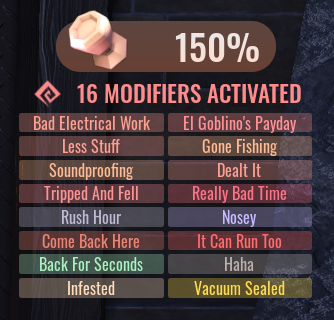 150%
16 MODIFIERS ACTIVATED
Bad Electrical Work
El Goblino's Payday
Less Stuff
Gone Fishing
Soundproofing
Dealt It
Tripped And Fell
Really Bad Time
Rush Hour
Nosey
Come Back Here
It Can Run Too
Back For Seconds
Haha
Infested
Vacuum Sealed